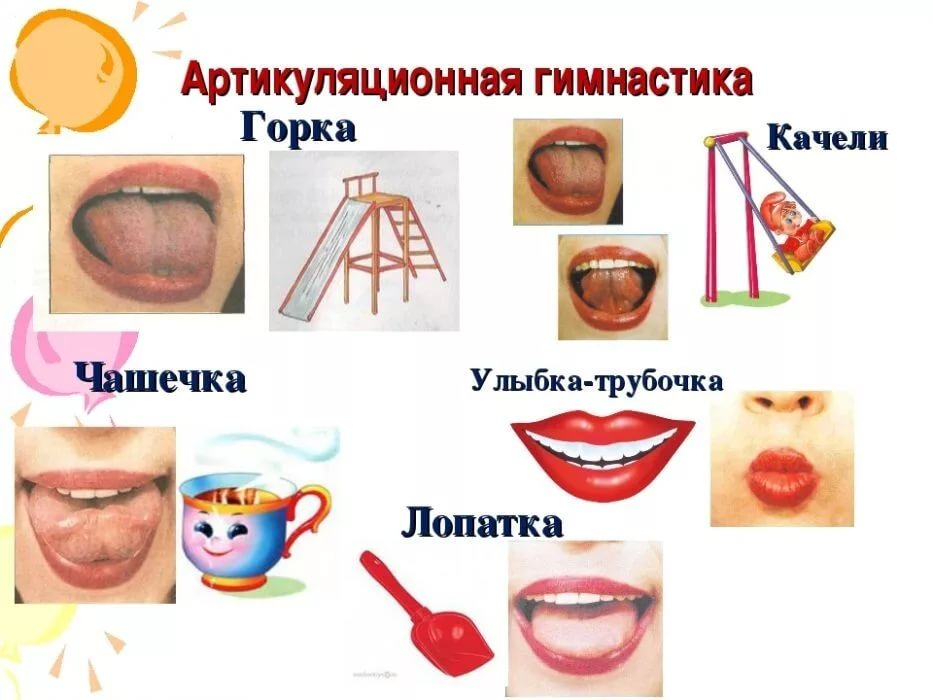 Артикуляционная гимнастика
Горка
Качели
Чашечка
Улыбка-трубочка
Лопатка